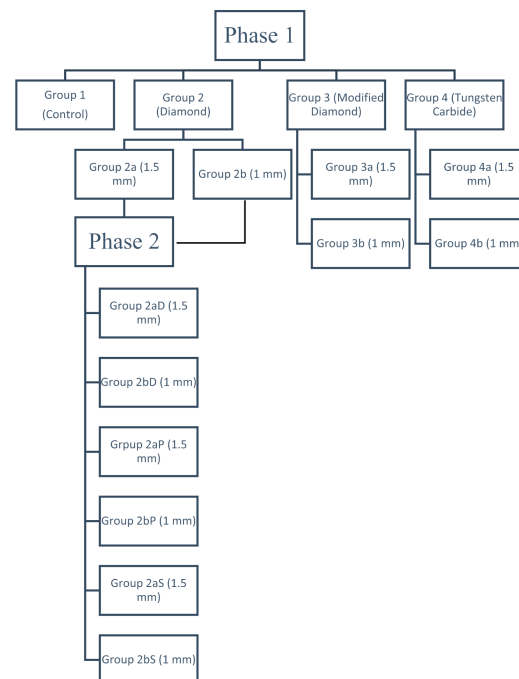 Phase 1
Group 1
(Control)
Group 2
(Diamond)
Group 3 (Modified
Diamond)
Group 4 (Tungsten
Carbide)
Group 2a (1.5
mm)
Group 2b (1 mm)
Group 3a (1.5
mm)
Group 4a (1.5
mm)
Phase 2
Group 3b (1 mm)
Group 4b (1 mm
Group 2aD (1.5
mm)
Group 2bD (1 mm)
Grpup 2aP (1.5
mm)
Group 2bP (1 mm)
Group 2aS (1.5
mm)
Group 2bS (1 mm)